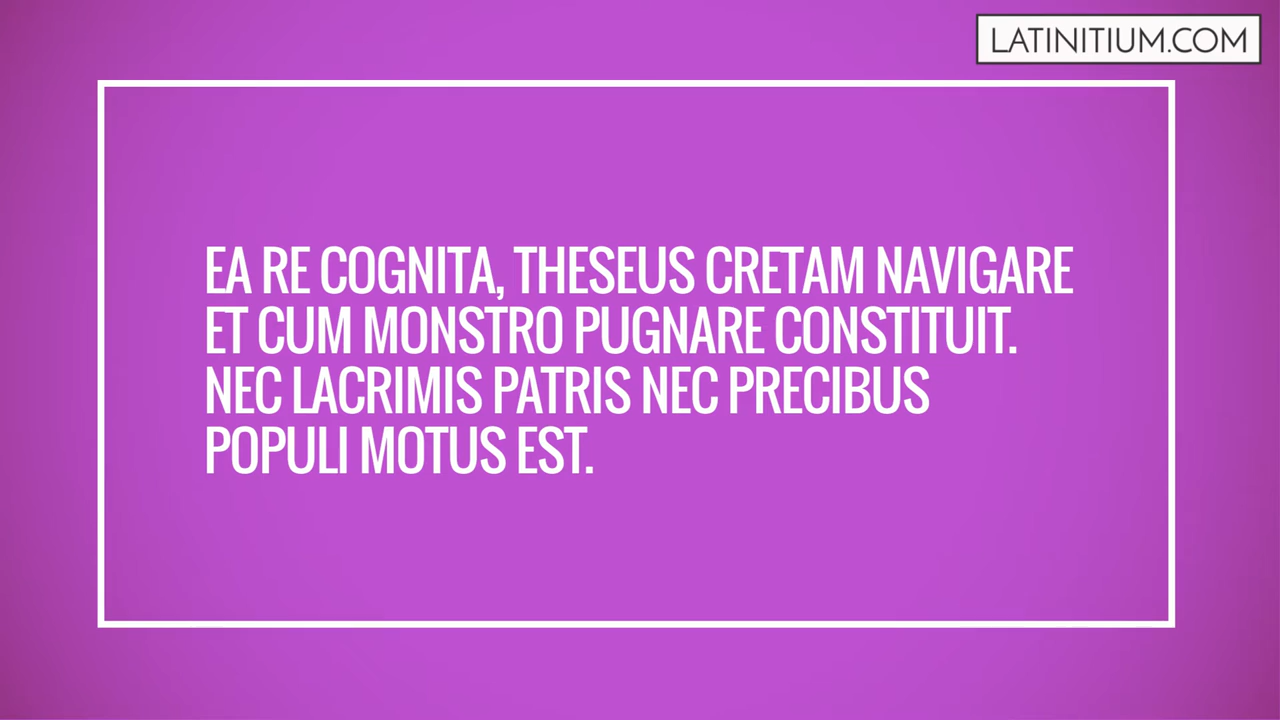 LATINITIUM.COM
EA RE COGNITA, THESEUS CRETAM NAVIGARE
ET CUM MONSTRO PUGNARE CONSTITUIT.
NEC LACRIMIS PATRIS NEC PRECIBUS
POPULI MOTUS EST.